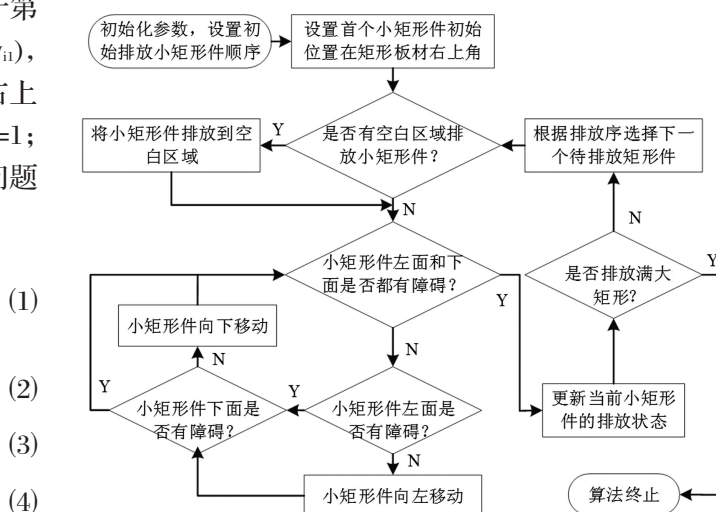 初始化参数，设置初
始排放小矩形件顺序
设置首个小矩形件初始
位置在矩形板材右上角
将小矩形件排放到空
白区域
Y
是否有空白区域排
放小矩形件？
根据排放序选择下一
个待排放矩形件
N
N
小矩形件左面和下
面是否都有障碍？
Y
是否排放满大
矩形？
Y
小矩形件向下移动
N
N
Y
小矩形件下面是
否有障碍？
Y
小矩形件左面是
否有障碍？
更新当前小矩形
件的排放状态
N
小矩形件向左移动
算法终止
第
右上
=1；
问题
(1)
(2)
(3)
(4)